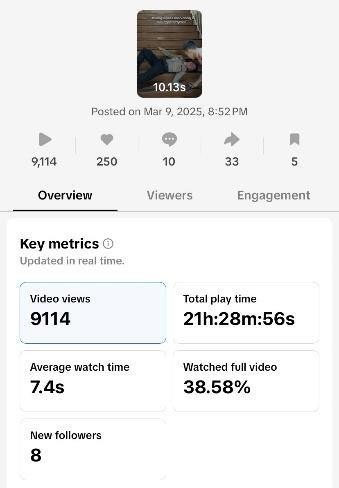 10.13s
Posted on Mar 9, 2025, 8:52 PM
9,114 250 10 33 5
Overview Viewers Engagement
Key metrics
Updated in real time.
Video views
9114
Total play time
21h:28m:56s
Average watch time
7.4s
Watched full video
38.58%
New followers
8